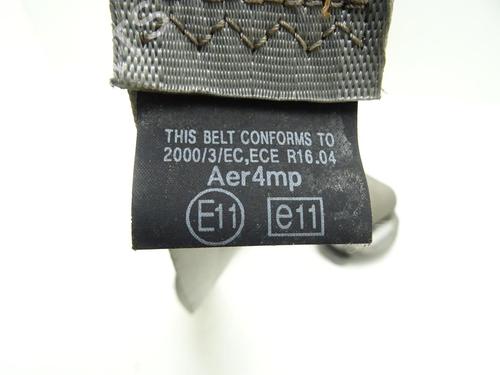 THIS BELT CONFORMS TO
2000/3/EC,ECE R16.04
Aer4mp
E11 e11